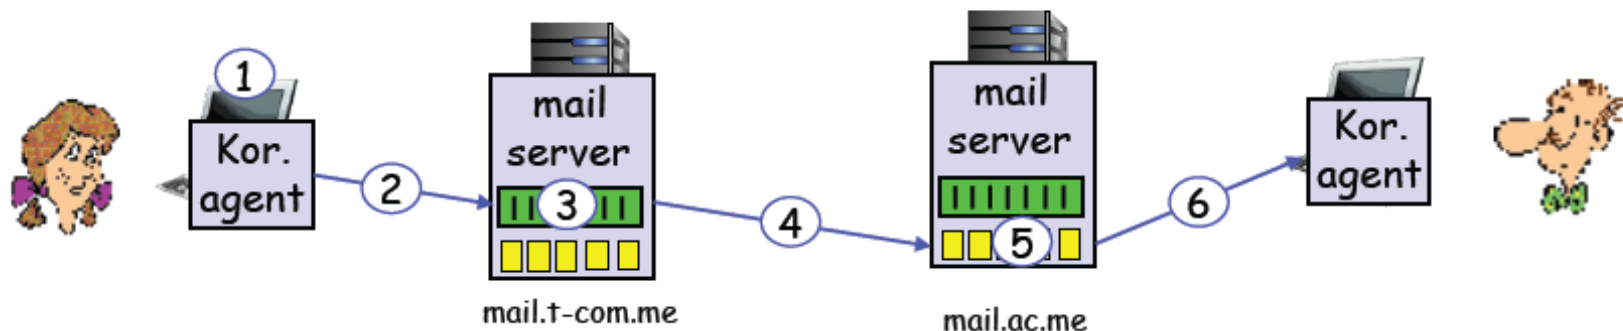 1
Kor.
agent
2
mail
server
3
mail.t-com.me
4
mail
server
5
mail.ac.me
6
Kor.
agent